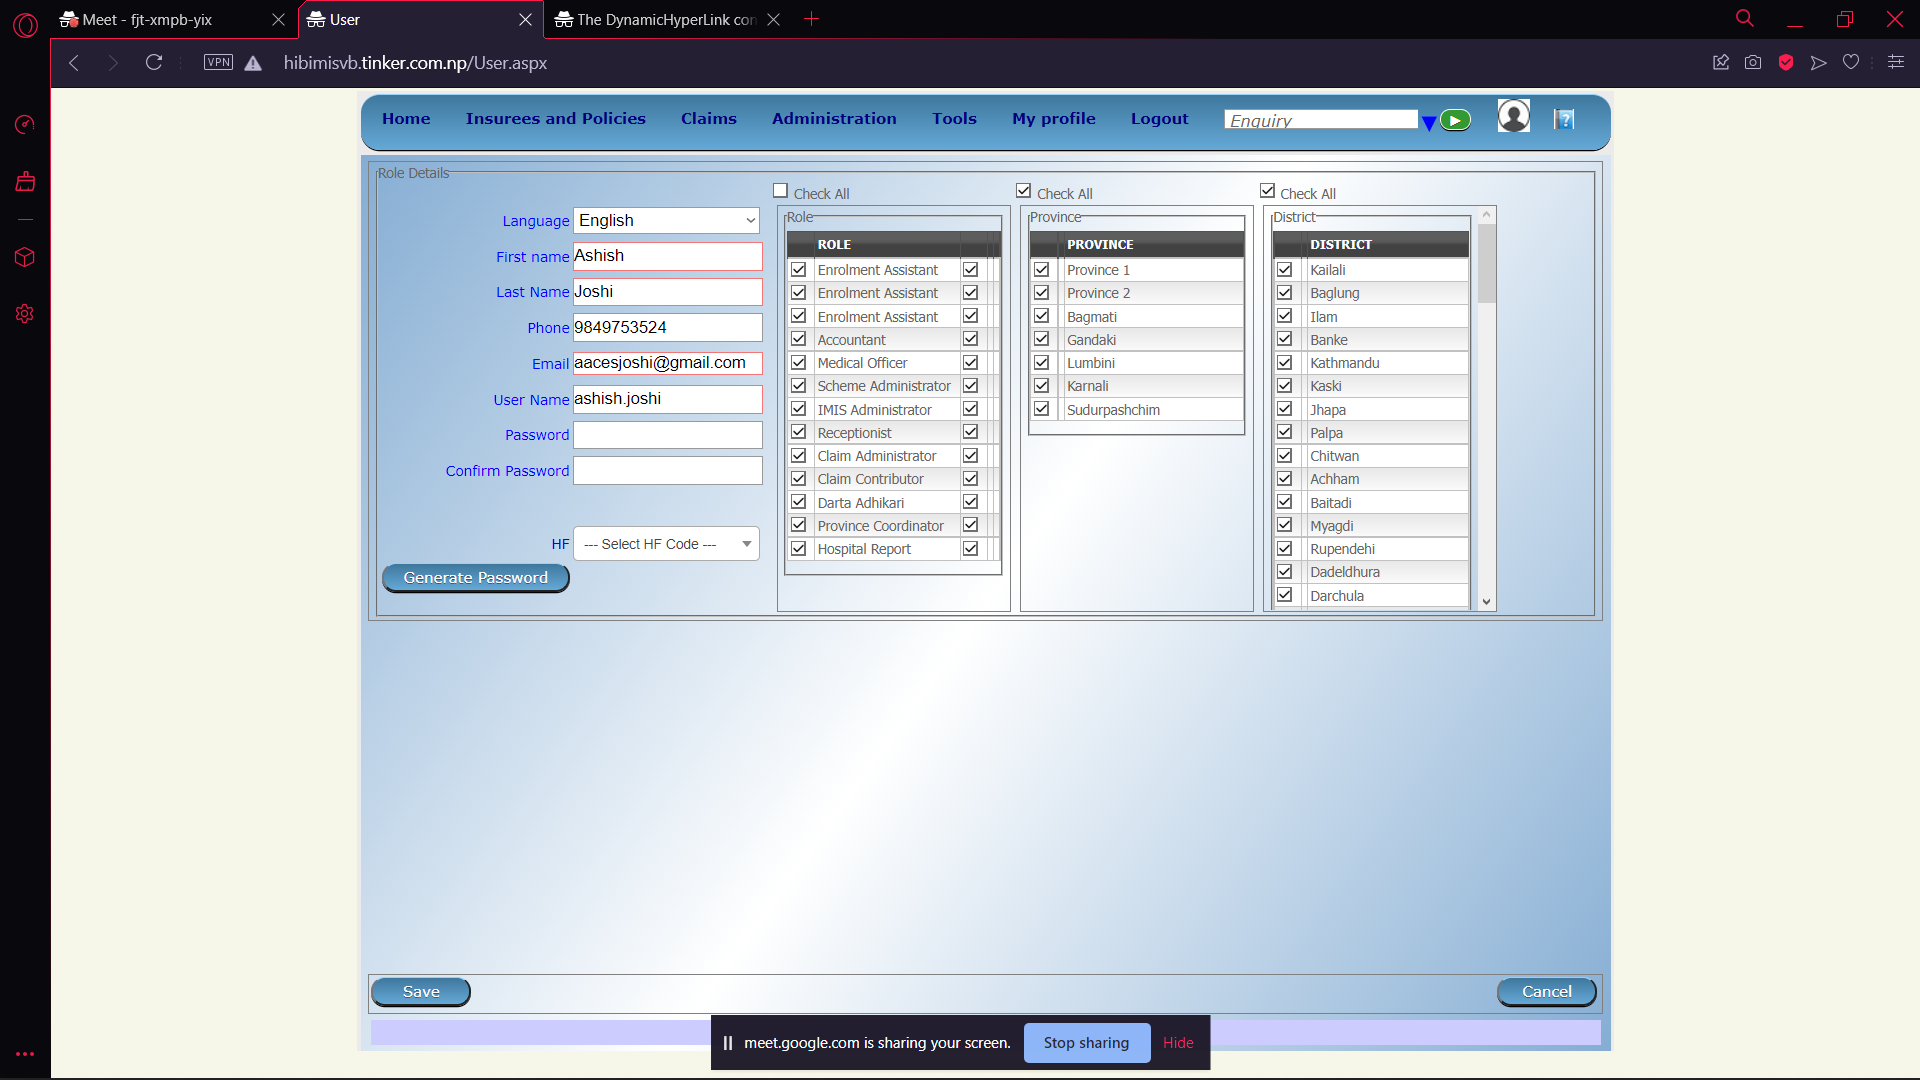 Meet - fjt-xmpb-yix
User
The DynamicHyperLink con
VPN
hibimisvb.tinker.com.np/User.aspx
Home
Insurees and Policies
Claims
Administration
Tools
My profile
Logout
Enquiry
Role Details
Language
English
First name
Ashish
Last Name
Joshi
Phone
9849753524
Email
aacesjoshi@gmail.com
User Name
ashish.joshi
Password
Confirm Password
HF
--- Select HF Code ---
Generate Password
Check All
Role
ROLE
Enrolment Assistant
Enrolment Assistant
Enrolment Assistant
Accountant
Medical Officer
Scheme Administrator
IMIS Administrator
Receptionist
Claim Administrator
Claim Contributor
Darta Adhikari
Province Coordinator
Hospital Report
Check All
Province
PROVINCE
Province 1
Province 2
Bagmati
Gandaki
Lumbini
Karnali
Sudurpashchim
Check All
District
DISTRICT
Kailali
Baglung
Ilam
Banke
Kathmandu
Kaski
Jhapa
Palpa
Chitwan
Achham
Baitadi
Myagdi
Rupendehi
Dadeldhura
Darchula
Save
Cancel
meet.google.com is sharing your screen.
Stop sharing
Hide